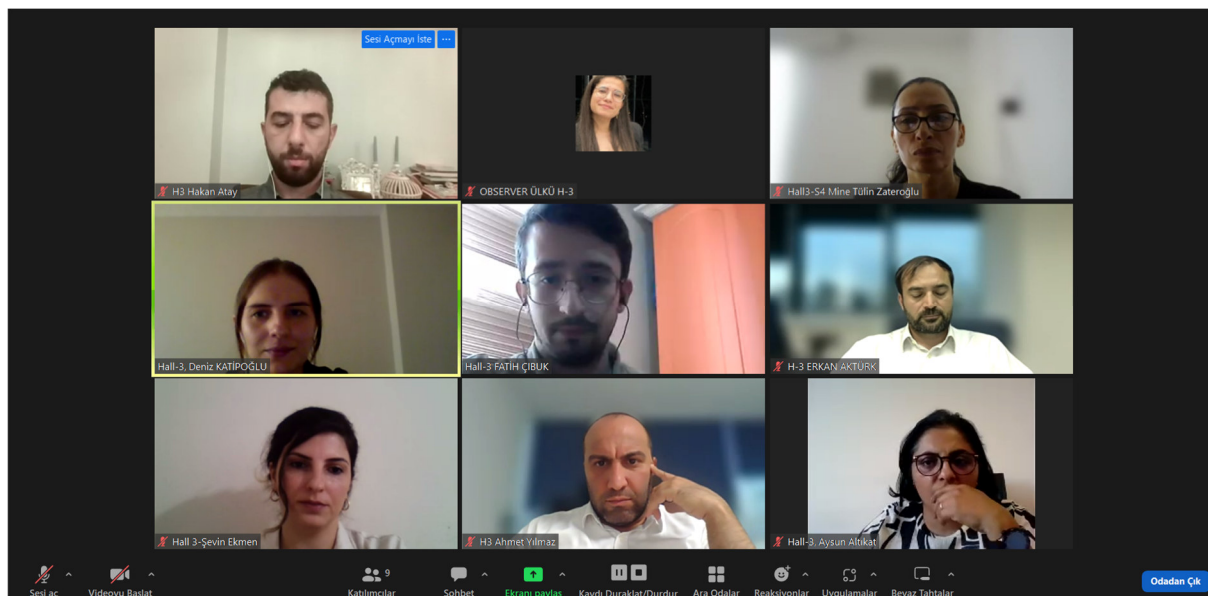 Sesi Açmayı İste ...
H3 Hakan Atay
OBSERVER ÜLKÜ H-3
Hall3-S4 Mine Tülin Zateroğlu
Hall-3, Deniz KATİPOĞLU
Hall-3 FATİH ÇIBUK
H-3 ERKAN AKTÜRK
Hall 3-Şevin Ekmen
H3 Ahmet Yılmaz
Hall-3, Aysun Altıkat
9
Sesi aç
Videoyu Başlat
Katılımcılar
Sohbet
Ekranı paylaş
Kaydı Duraklat/Durdur
Ara Odalar
Reaksiyonlar
Uygulamalar
Beyaz Tahtalar
Odadan Çık